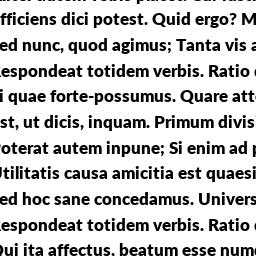 fficiens dici potest. Quid ergo? M
ed nunc, quod agimus; Tanta vis a
espondeat totidem verbis. Ratio
i quae forte-possumus. Quare att
st, ut dicis, inquam. Primum divis
oterat autem inpune; Si enim ad
tilitatis causa amicitia est quaesi
ed hoc sane concedamus. Univers
espondeat totidem verbis. Ratio
Qui ita affectus, beatum esse num